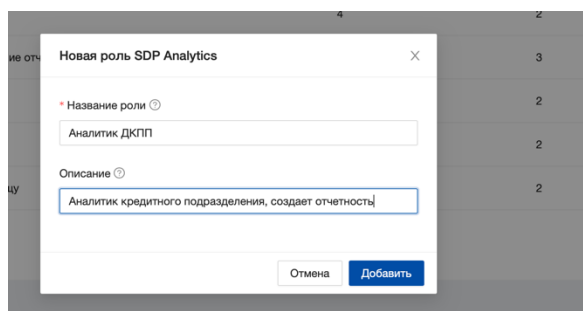 4 2
ие отч
Новая роль SDP Analytics
3
* Название роли
2
Аналитик ДКПП
2
Описание
цу
2
Аналитик кредитного подразделения, создает отчетность
Отмена Добавить